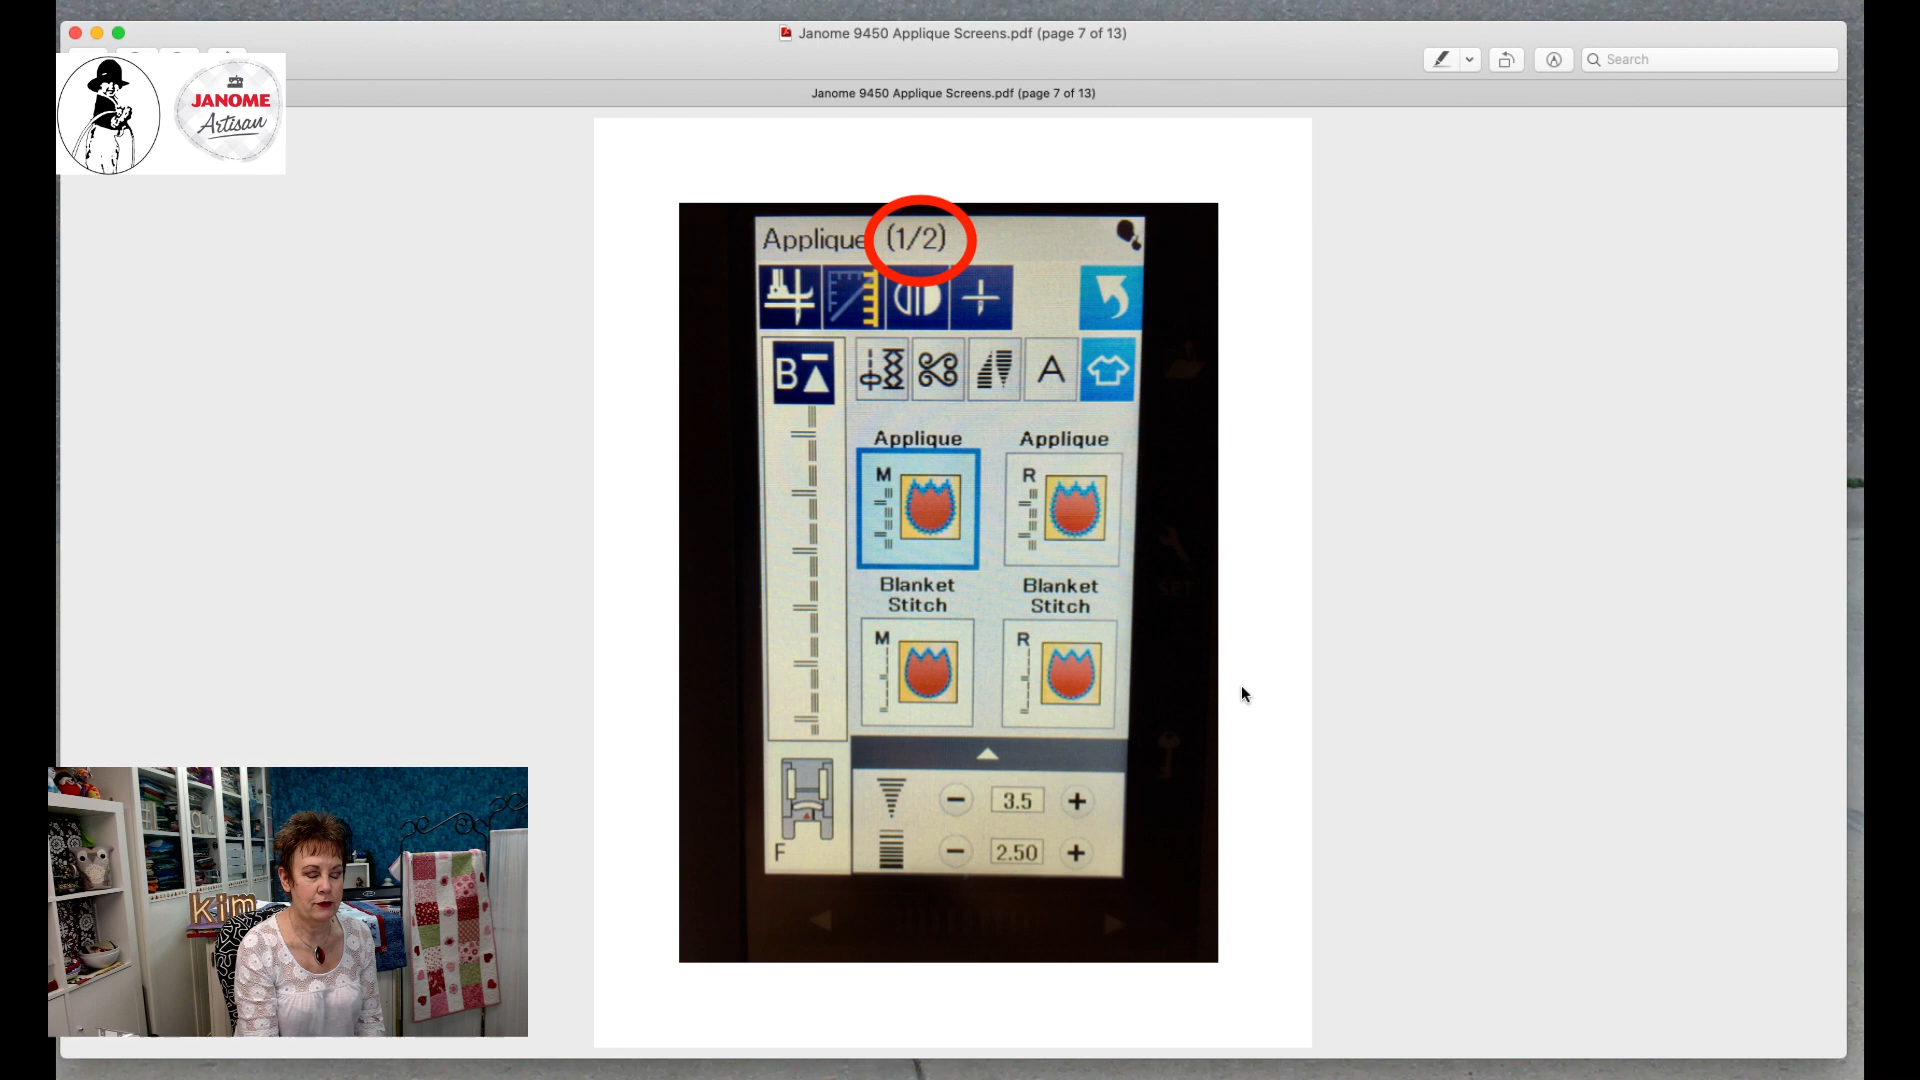 Janome 9450 Applique Screens.pdf (page 7 of 13)
Search
Janome 9450 Applique Screens.pdf (page 7 of 13)
JANOME
Artisan
Applique (1/2)
B
A
Applique Applique
M R
Blanket Stitch Blanket Stitch
M R
3.5
2.50
F
kim